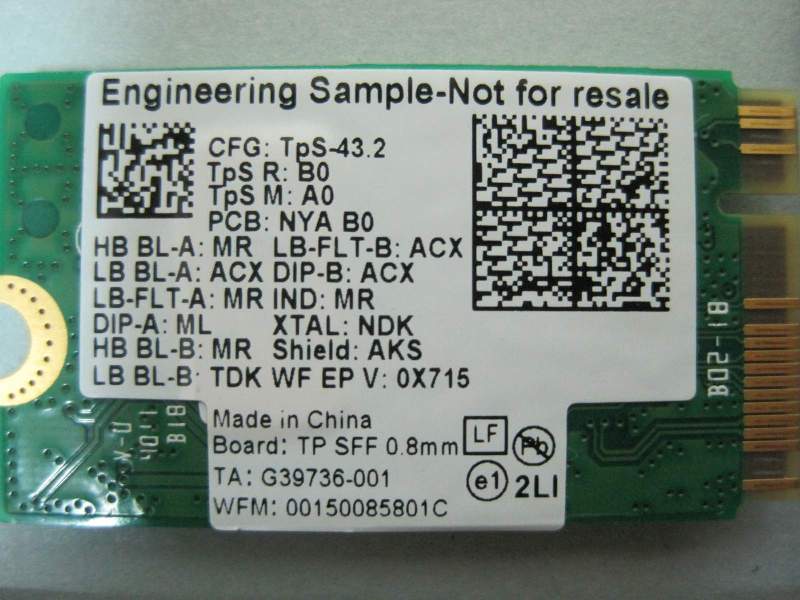 Engineering Sample-Not for resale
CFG: TpS-43.2
TpS R: B0
TpS M: A0
PCB: NYA B0
HB BL-A: MR LB-FLT-B: ACX
LB BL-A: ACX DIP-B: ACX
LB-FLT-A: MR IND: MR
DIP-A: ML XTAL: NDK
HB BL-B: MR Shield: AKS
LB BL-B: TDK WF EP V: 0X715
Made in China
Board: TP SFF 0.8mm
LF
Pb
TA: G39736-001
e1 2LI
WFM: 00150085801C
B02-1B